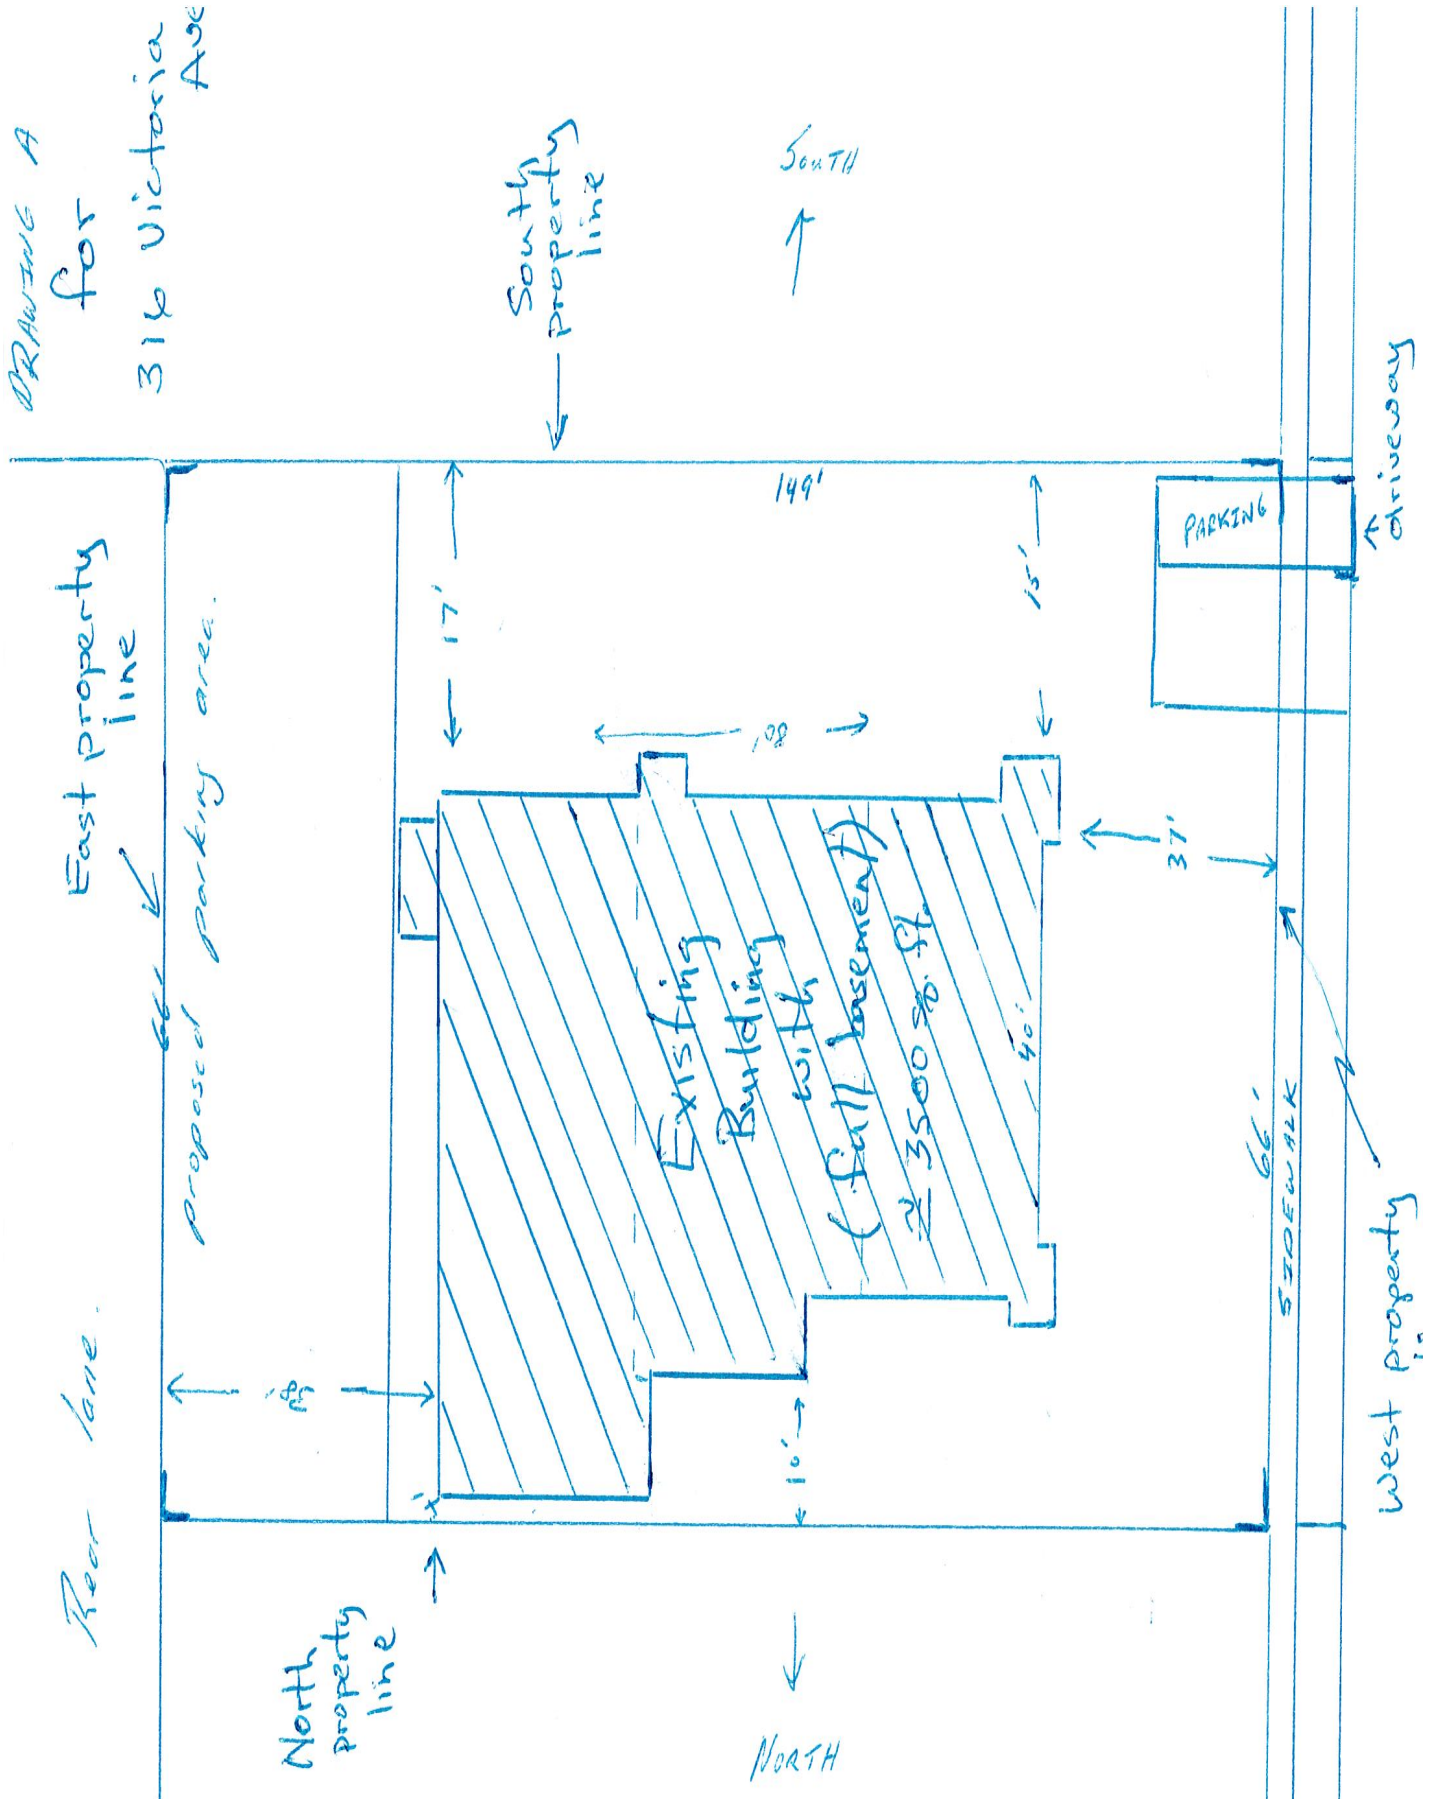 DRAWING A
for
316 Victoria
Ave
Rear lane.
East property
line
66'
proposed parking area.
North
property
line
South
property
line
17'
149'
15'
80'
10'
37'
40'
Existing
Building
with
(full basement)
≃ 3500 sq. ft.
PARKING
driveway
66'
SIDEWALK
West property
NORTH
SOUTH